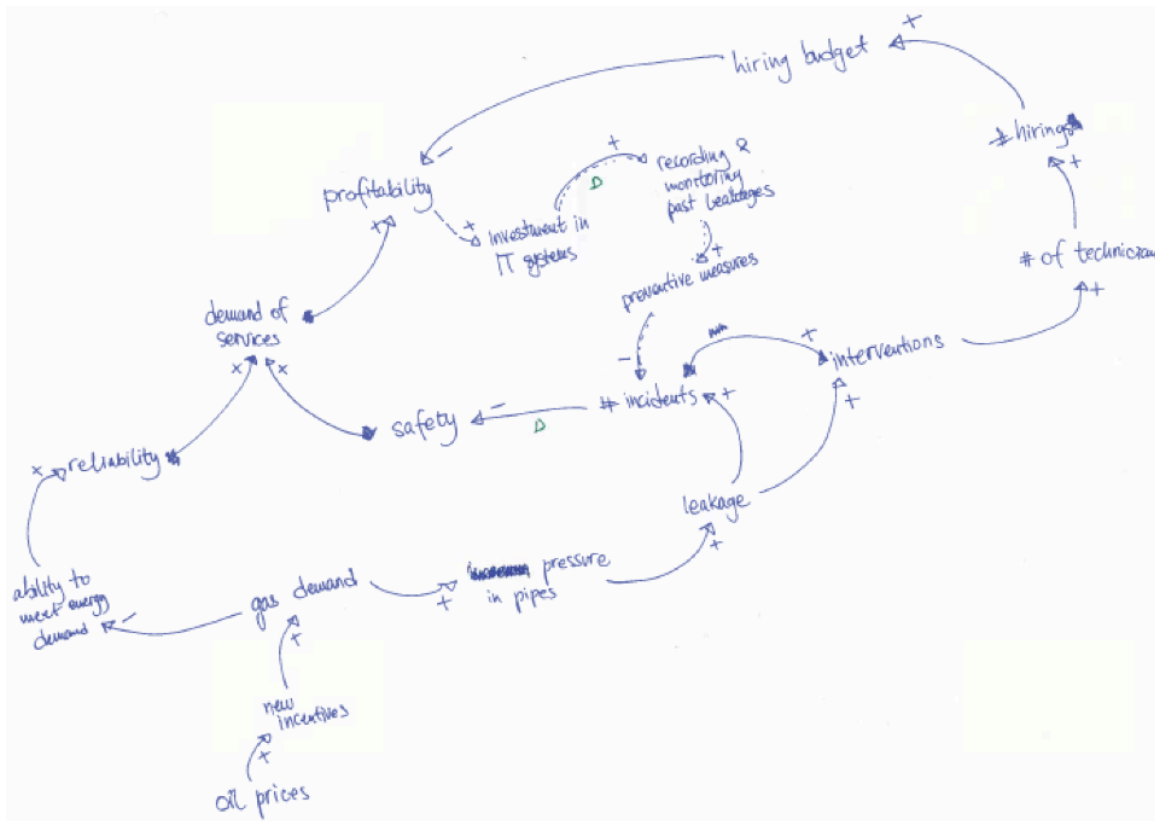 +
hiring budget
# hirings
+
−
+
recording &
monitoring
past leakages
D
profitability
+
+
investment in
IT systems
+
# of technicians
+
preventive measures
demand of
services
+
interventions
−
+
+
+
# incidents
+
+
−
safety
D
+
reliability
leakage
+
ability to
meet energy
demand
−
gas demand
+
pressure
in pipes
+
new
incentives
+
oil prices